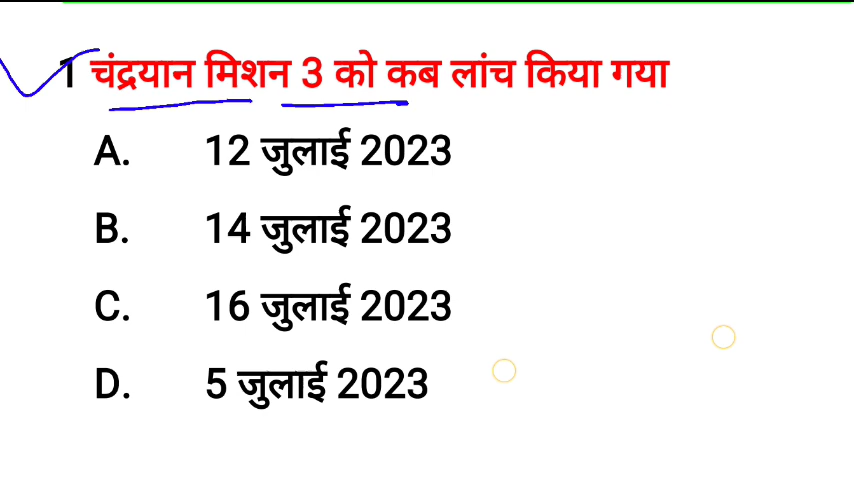 1 चंद्रयान मिशन 3 को कब लांच किया गया
A. 12 जुलाई 2023
B. 14 जुलाई 2023
C. 16 जुलाई 2023
D. 5 जुलाई 2023